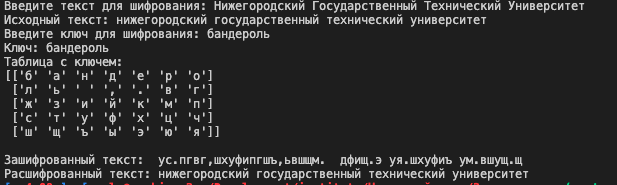 Введите текст для шифрования: Нижегородский Государственный Технический Университет
Исходный текст: нижегородский государственный технический университет
Введите ключ для шифрования: бандероль
Ключ: бандероль
Таблица с ключем:
[['б' 'а' 'н' 'д' 'е' 'р' 'о']
['л' 'ь' ' ' ',' '.' 'в' 'г']
['ж' 'з' 'и' 'й' 'к' 'м' 'п']
['с' 'т' 'у' 'ф' 'х' 'ц' 'ч']
['ш' 'щ' 'ъ' 'ы' 'э' 'ю' 'я']]
Зашифрованный текст: ус.пгвг,шхуфипгшъ,ьвшщм. дфищ.э уя.шхуфиъ ум.вшущ.щ
Расшифрованный текст: нижегородский государственный технический университет